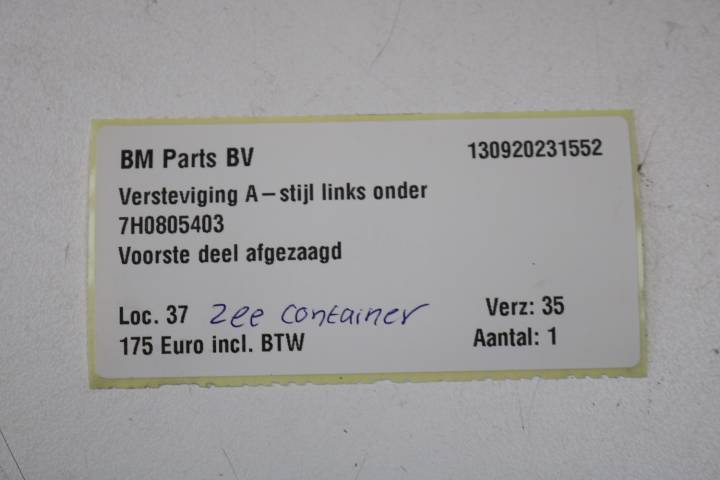 BM Parts BV 130920231552
Versteviging A-stijl links onder
7H0805403
Voorste deel afgezaagd
Loc. 37 zee container Verz: 35
175 Euro incl. BTW Aantal: 1